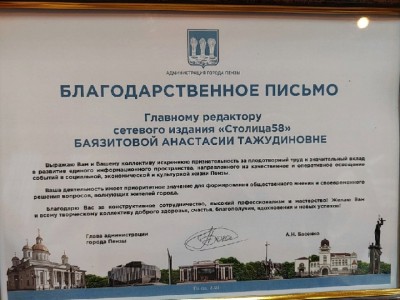 АДМИНИСТРАЦИЯ ГОРОДА ПЕНЗЫ
БЛАГОДАРСТВЕННОЕ ПИСЬМО
Главному редактору
сетевого издания «Столица58»
БАЯЗИТОВОЙ АНАСТАСИИ ТАЖУДИНОВНЕ
Выражаю Вам и Вашему коллективу искреннюю признательность за плодотворный труд и значительный вклад
в развитие единого информационного пространства, направленного на качественное и оперативное освещение
событий в социальной, экономической и культурной жизни Пензы.
Ваша деятельность имеет приоритетное значение для формирования общественного мнения и своевременного
решения вопросов, волнующих жителей города.
Благодарю Вас за конструктивное сотрудничество, высокий профессионализм и мастерство! Желаю Вам
и всему творческому коллективу доброго здоровья, счастья, благополучия, вдохновения и новых успехов!
Глава администрации
города Пензы
А.Н. Басенко